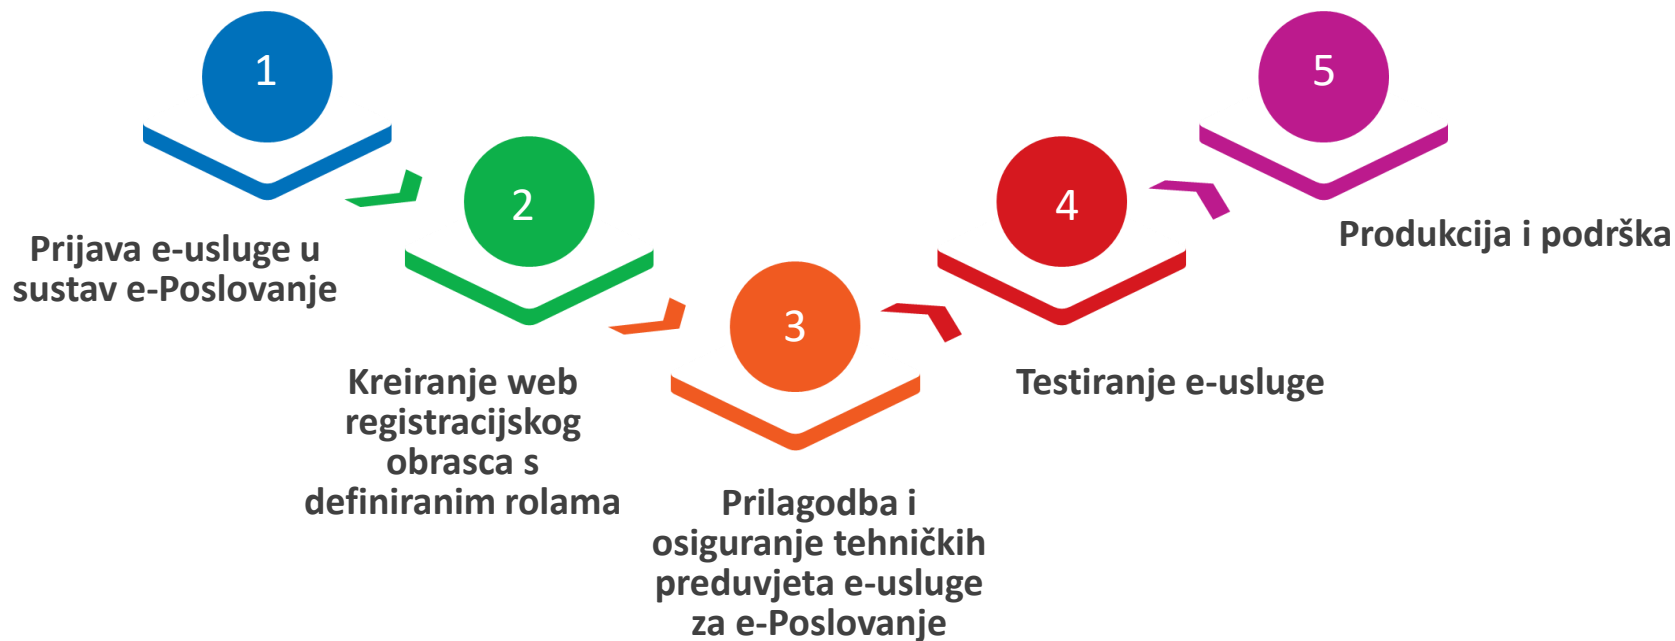 1
Prijava e-usluge u
sustav e-Poslovanje
2
Kreiranje web
registracijskog
obrasca s
definiranim rolama
3
Prilagodba i
osiguranje tehničkih
preduvjeta e-usluge
za e-Poslovanje
4
Testiranje e-usluge
5
Produkcija i podrška